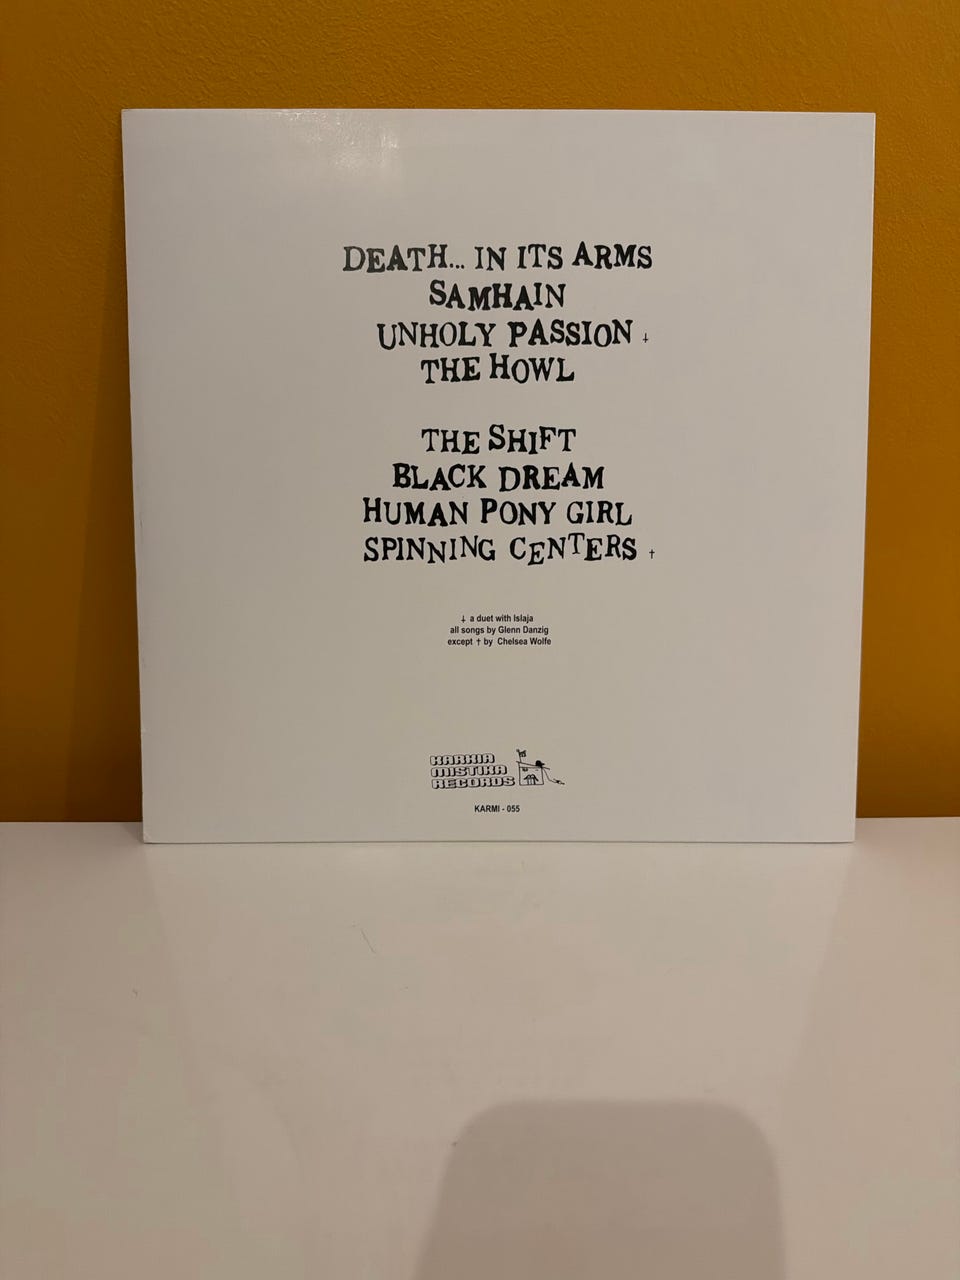 DEATH... IN ITS ARMS
SAMHAIN
UNHOLY PASSION ⸸
THE HOWL
THE SHIFT
BLACK DREAM
HUMAN PONY GIRL
SPINNING CENTERS †
⸸ a duet with Islaja
all songs by Glenn Danzig
except † by Chelsea Wolfe
KARKIA
MISTIKA
RECORDS
KARMI - 055